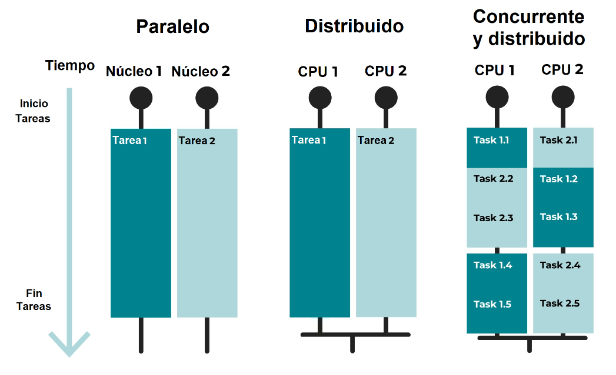 Paralelo
Distribuido
Concurrente
y distribuido
Tiempo
Núcleo 1 Núcleo 2
CPU 1 CPU 2
CPU 1 CPU 2
Inicio
Tareas
Tarea 1 Tarea 2
Tarea 1 Tarea 2
Task 1.1 Task 2.1
Task 2.2 Task 1.2
Task 2.3 Task 1.3
Task 1.4 Task 2.4
Task 1.5 Task 2.5
Fin
Tareas